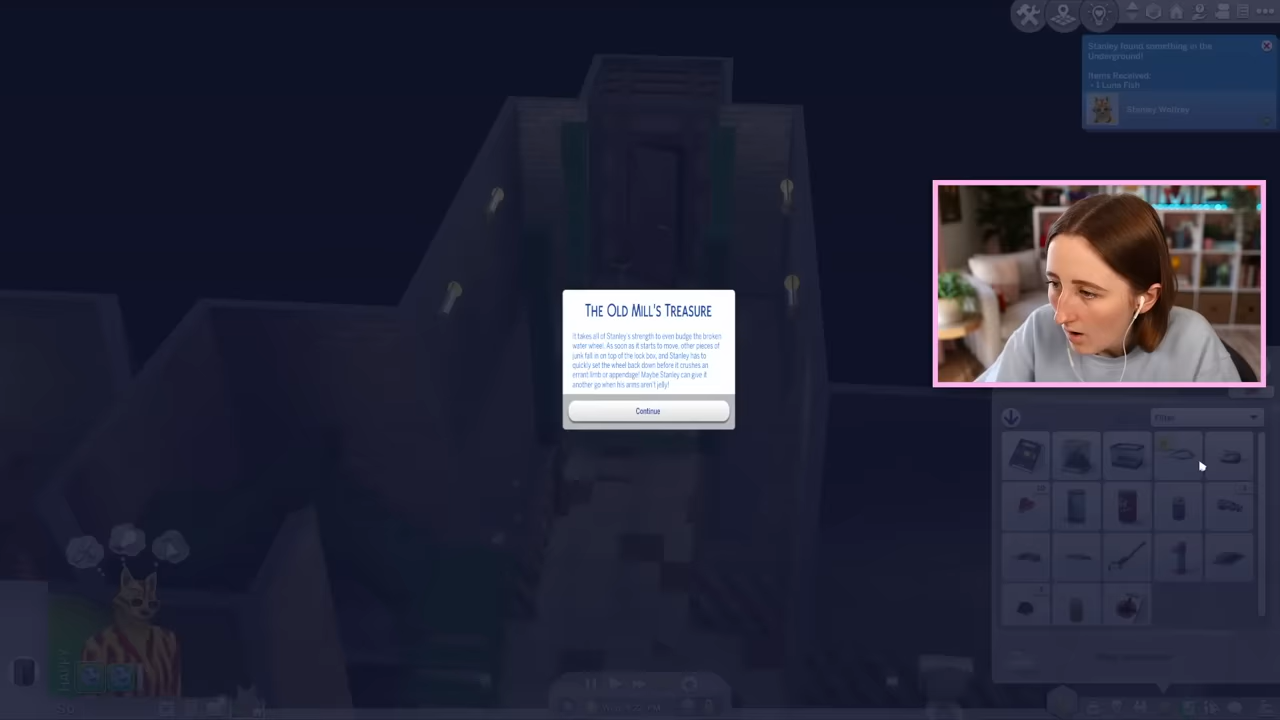 Stanley found something in the
Underground!
Items Received:
- 1 Luna Fish
THE OLD MILL'S TREASURE
It takes all of Stanley's strength to even budge the broken
water wheel. As soon as it starts to move, other pieces of
junk fall in on top of the lock box, and Stanley has to
quickly set the wheel back down before it crushes an
errant limb or appendage! Maybe Stanley can give it
another go when his arms aren't jelly!
Continue
Filter
HAPPY